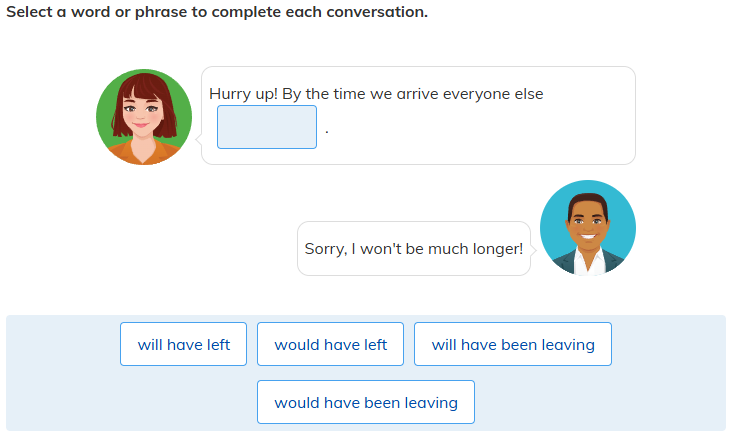 Select a word or phrase to complete each conversation.
Hurry up! By the time we arrive everyone else
.
Sorry, I won't be much longer!
will have left
would have left
will have been leaving
would have been leaving